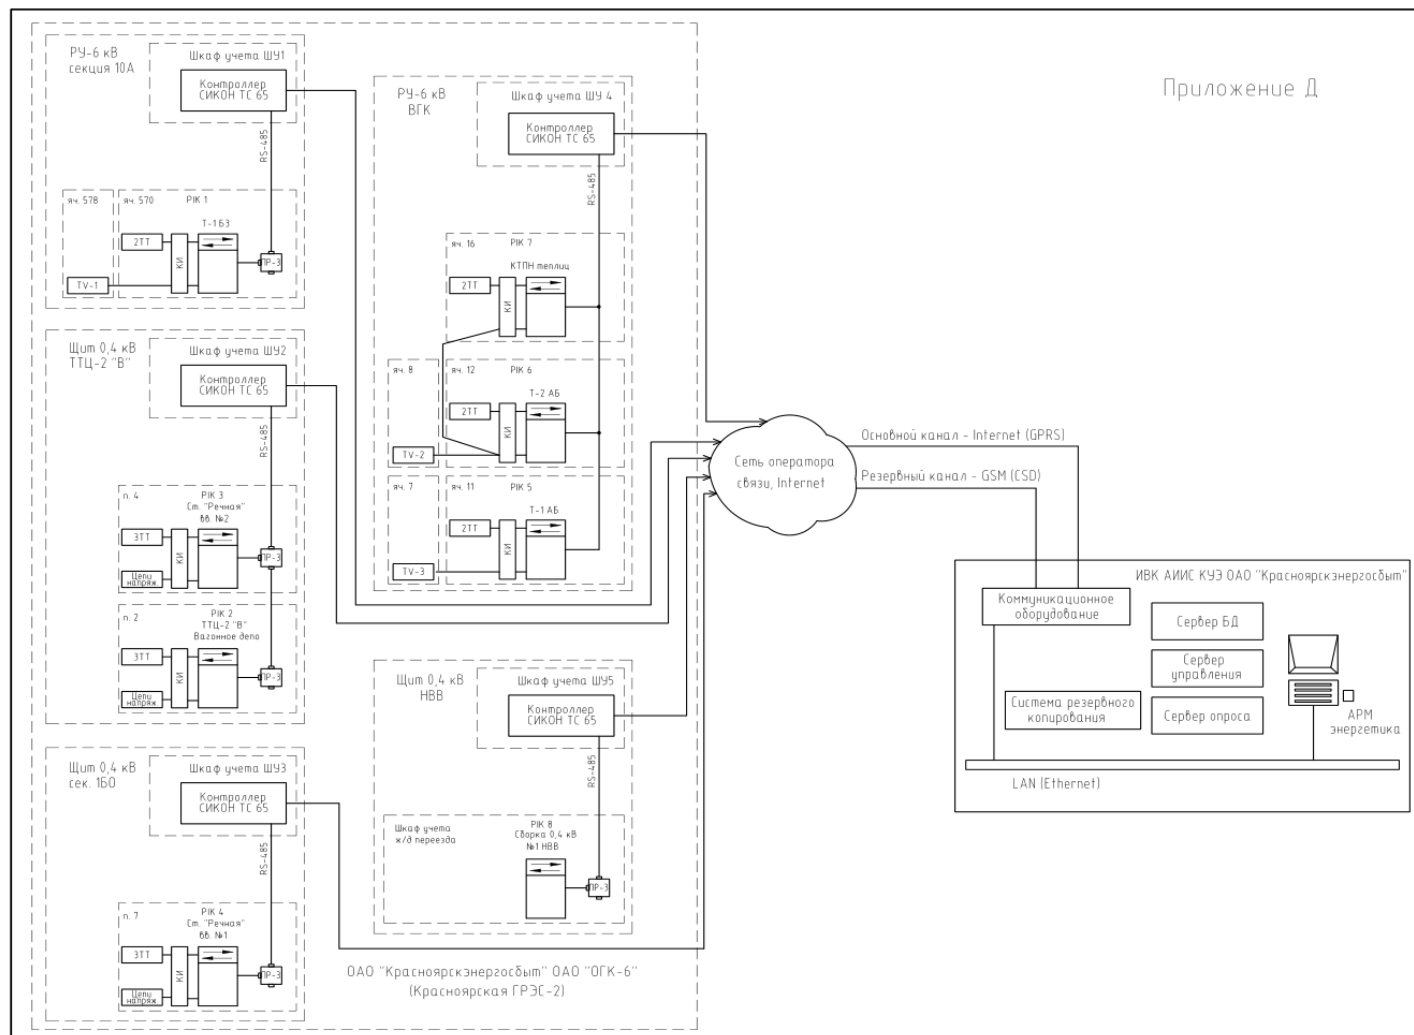 Приложение Д
РУ-6 кВ
секция 10А
Шкаф учета ШУ1
Контроллер
СИКОН ТС 65
RS-485
яч. 578
яч. 570
PIK 1
Т-1 БЗ
2ТТ
КИ
ПР-3
TV-1
Щит 0,4 кВ
ТТЦ-2 "В"
Шкаф учета ШУ2
Контроллер
СИКОН ТС 65
RS-485
п. 4
PIK 3
Ст. "Речная"
вв. №2
3ТТ
КИ
ПР-3
Цепи
напряж
п. 2
PIK 2
ТТЦ-2 "В"
Вагонное депо
3ТТ
КИ
ПР-3
Цепи
напряж
Щит 0,4 кВ
сек. 1БО
Шкаф учета ШУ3
Контроллер
СИКОН ТС 65
RS-485
п. 7
PIK 4
Ст. "Речная"
вв. №1
3ТТ
КИ
ПР-3
Цепи
напряж
РУ-6 кВ
ВГК
Шкаф учета ШУ 4
Контроллер
СИКОН ТС 65
RS-485
яч. 16
PIK 7
КТПН теплиц
2ТТ
КИ
яч. 8
яч. 12
PIK 6
Т-2 АБ
2ТТ
КИ
TV-2
яч. 7
яч. 11
PIK 5
Т-1 АБ
2ТТ
КИ
TV-3
Щит 0,4 кВ
НВВ
Шкаф учета ШУ5
Контроллер
СИКОН ТС 65
RS-485
Шкаф учета
ж/д переезда
PIK 8
Сборка 0,4 кВ
№1 НВВ
ПР-3
ОАО "Красноярскэнергосбыт" ОАО "ОГК-6"
(Красноярская ГРЭС-2)
Сеть оператора
связи, Internet
Основной канал - Internet (GPRS)
Резервный канал - GSM (CSD)
ИВК АИИС КУЭ ОАО "Красноярскэнергосбыт"
Коммуникационное
оборудование
Сервер БД
Сервер
управления
Система резервного
копирования
Сервер опроса
АРМ
энергетика
LAN (Ethernet)